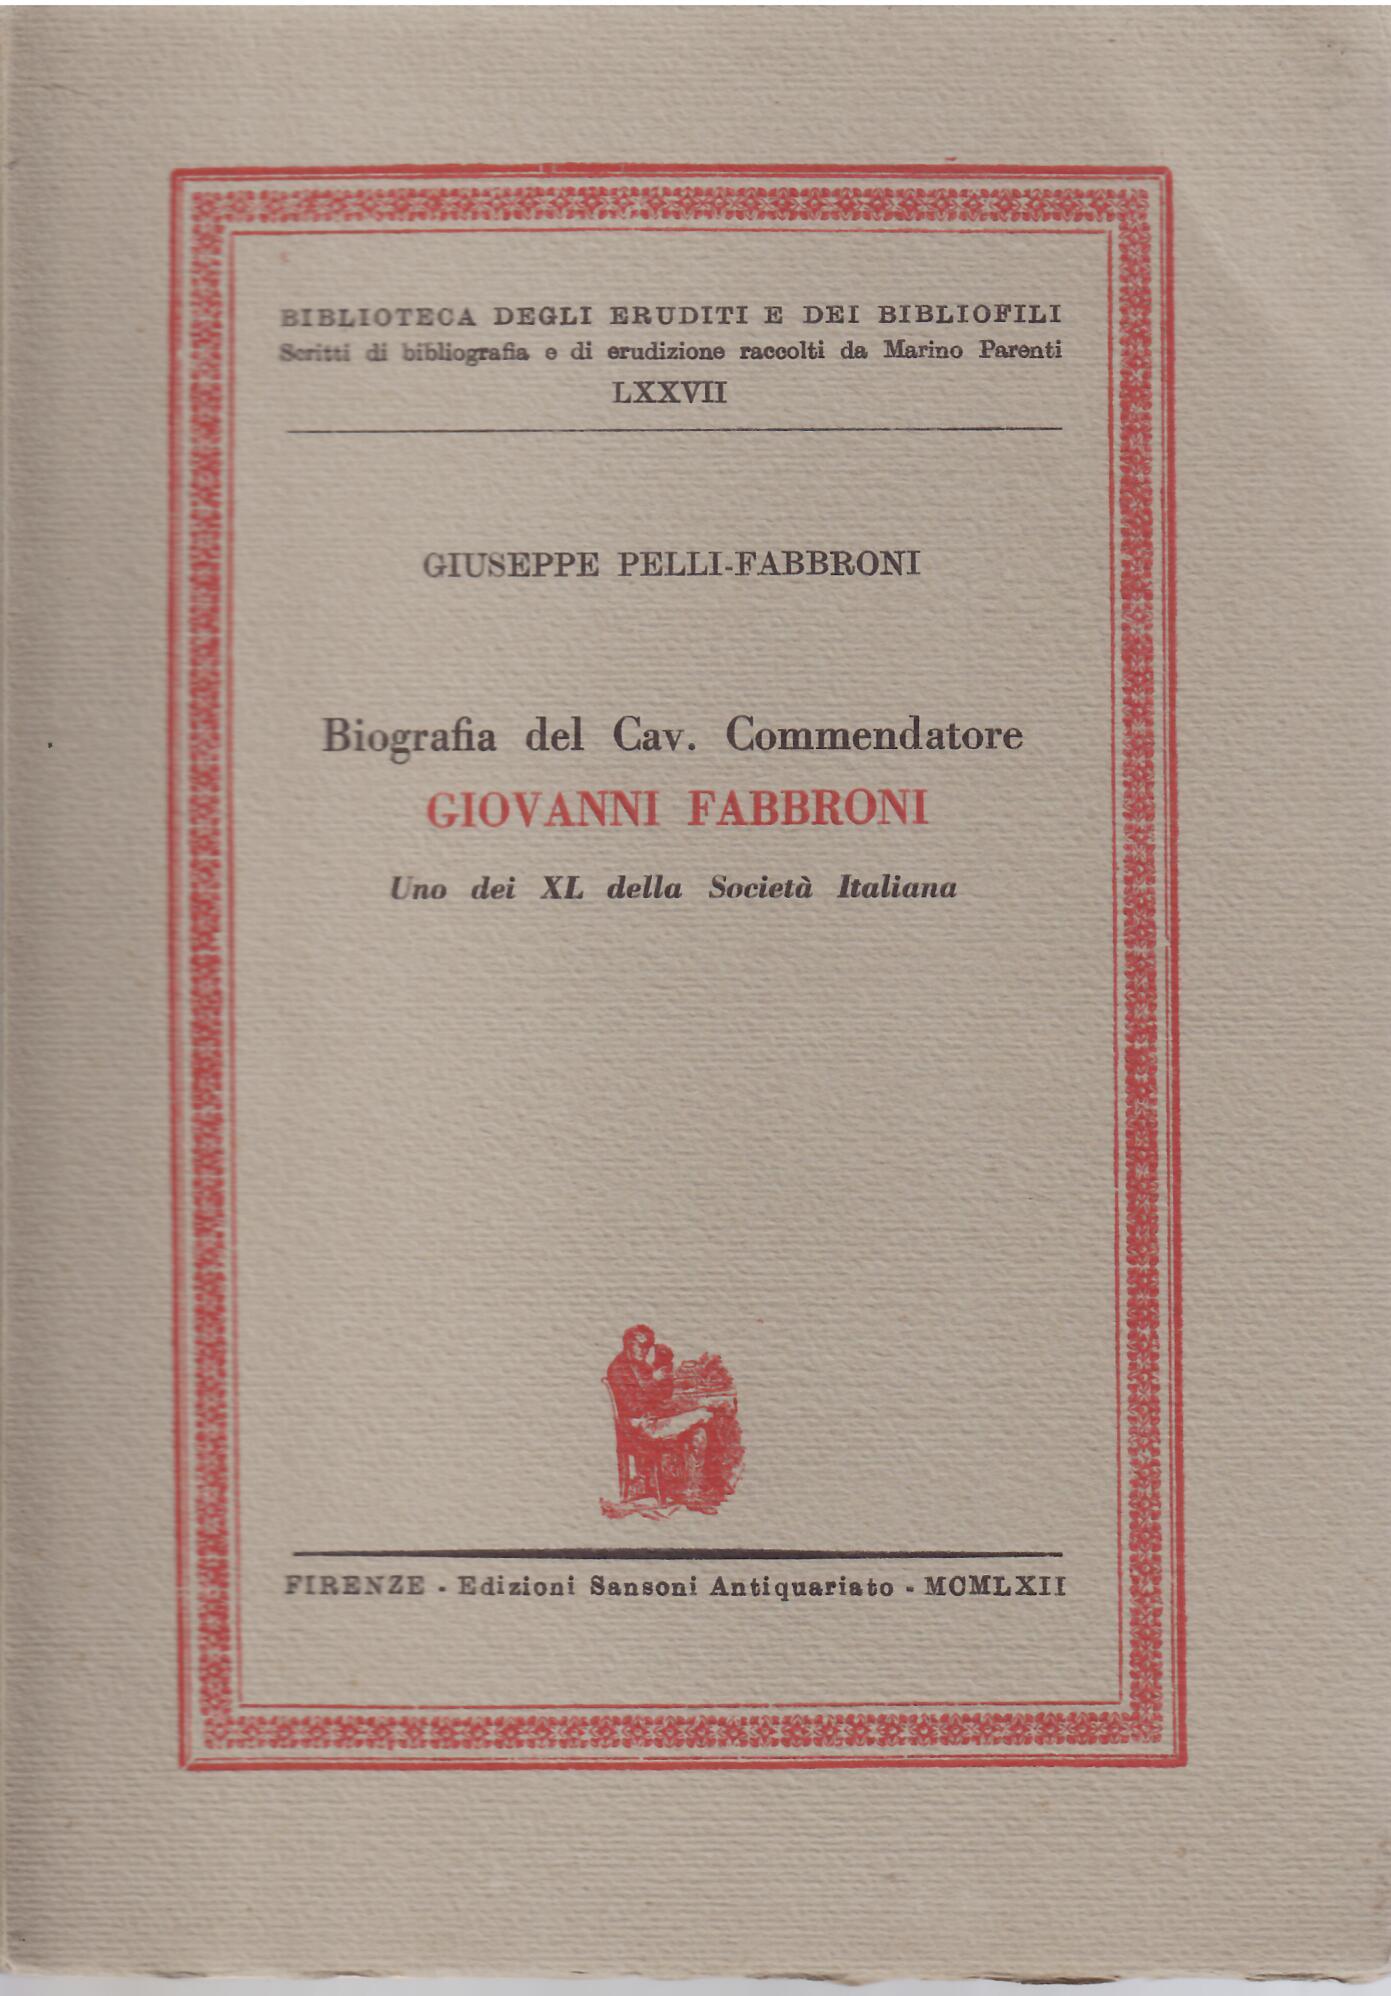 BIBLIOTECA DEGLI ERUDITI E DEI BIBLIOFILI
Scritti di bibliografia e di erudizione raccolti da Marino Parenti
LXXVII
GIUSEPPE PELLI-FABBRONI
Biografia del Cav. Commendatore
GIOVANNI FABBRONI
Uno dei XL della Società Italiana
FIRENZE - Edizioni Sansoni Antiquariato - MCMLXII